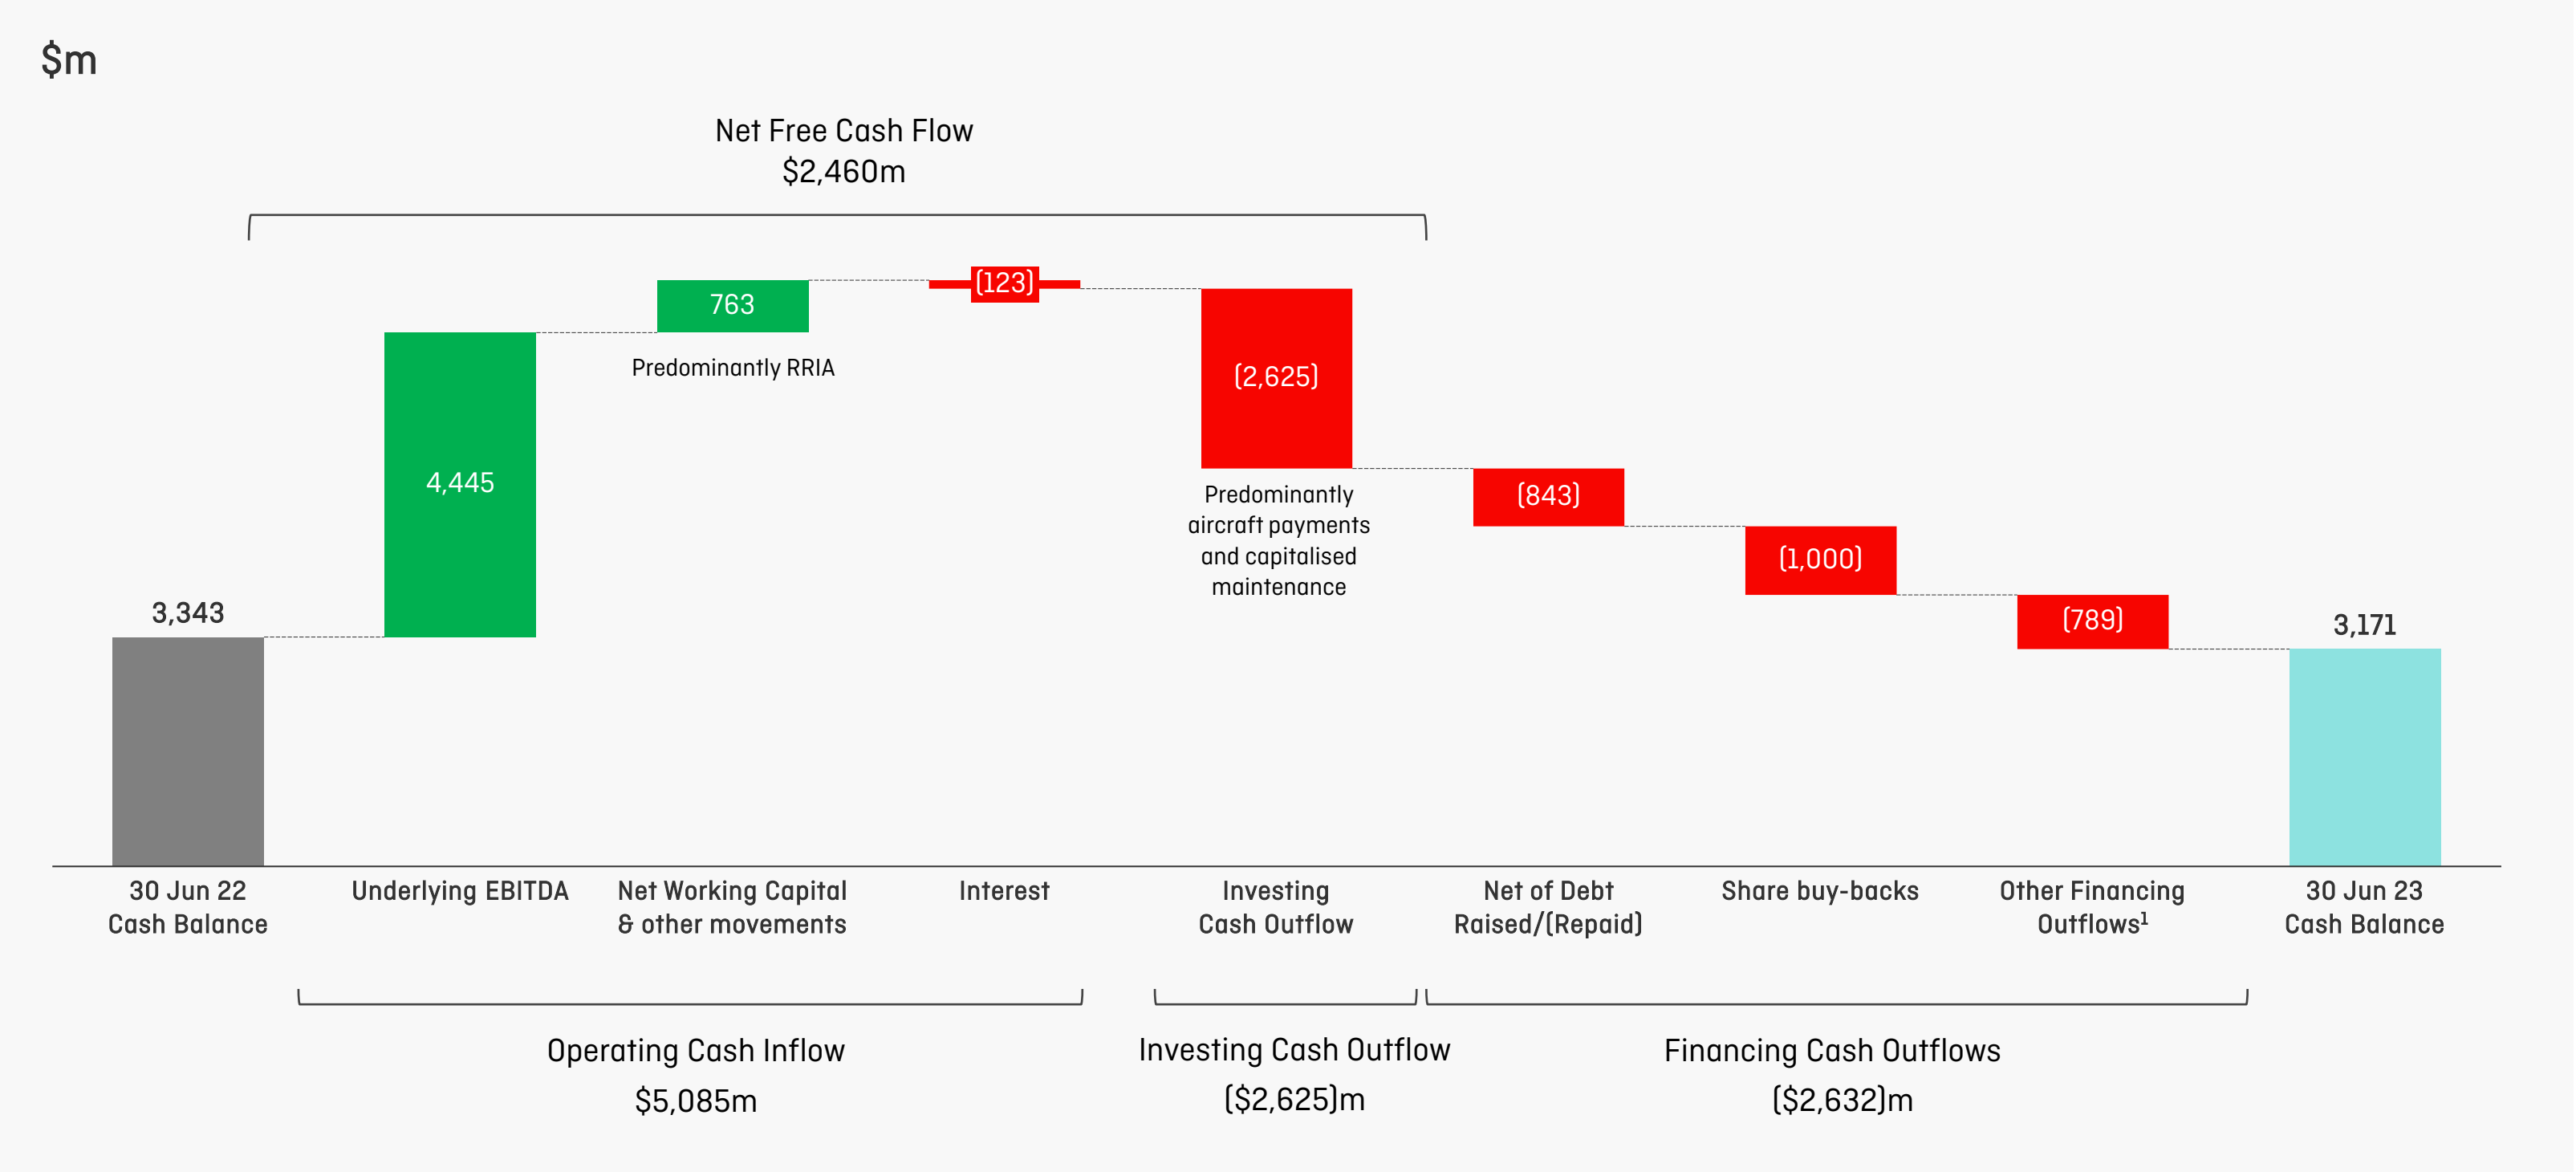 $m
Net Free Cash Flow
$2,460m
763
(123)
Predominantly RRIA
(2,625)
4,445
Predominantly
aircraft payments
and capitalised
maintenance
(843)
(1,000)
(789)
3,343
3,171
30 Jun 22
Cash Balance
Underlying EBITDA
Net Working Capital
& other movements
Interest
Investing
Cash Outflow
Net of Debt
Raised/(Repaid)
Share buy-backs
Other Financing
Outflows¹
30 Jun 23
Cash Balance
Operating Cash Inflow
$5,085m
Investing Cash Outflow
($2,625)m
Financing Cash Outflows
($2,632)m